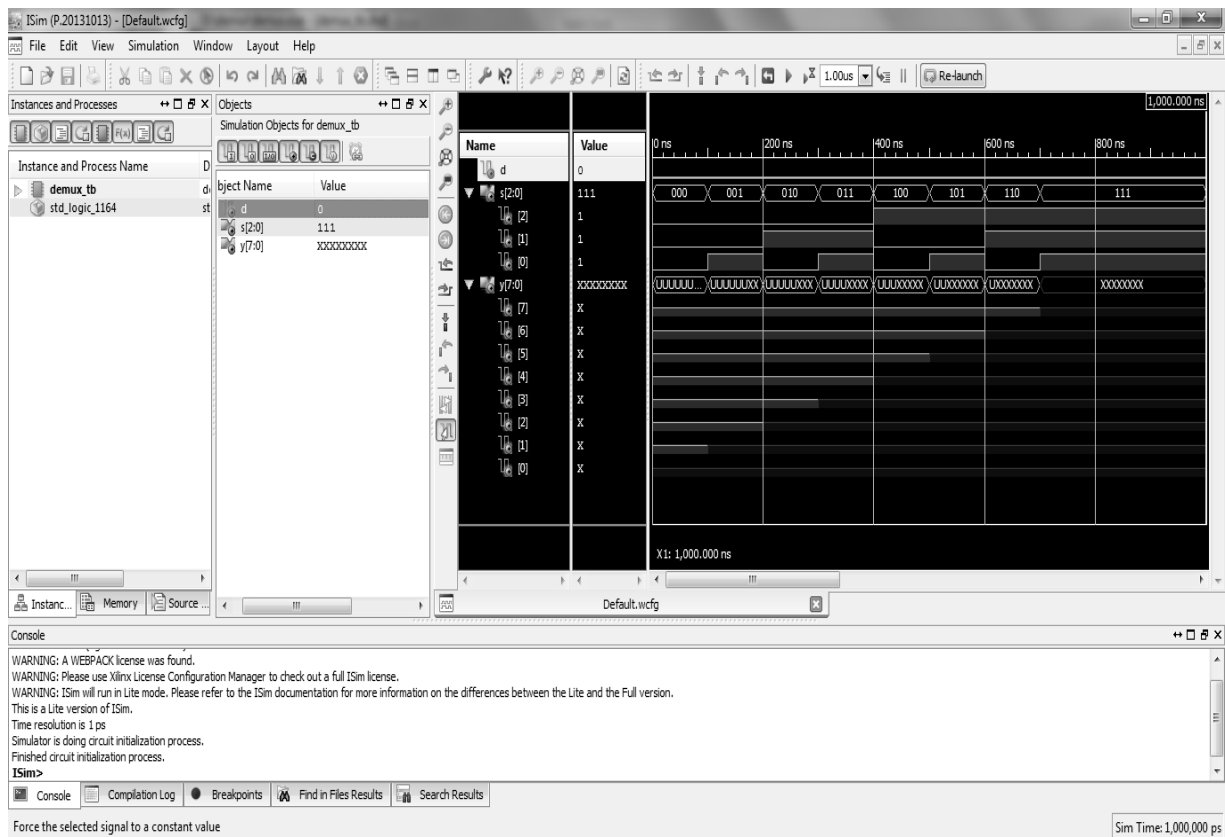 ISim (P.20131013) - [Default.wcfg]
File Edit View Simulation Window Layout Help
1.00us Re-launch
Instances and Processes
Instance and Process Name D
demux_tb d
std_logic_1164 st
Objects
Simulation Objects for demux_tb
bject Name Value
d 0
s[2:0] 111
y[7:0] XXXXXXXX
1,000.000 ns
Name Value 0 ns 200 ns 400 ns 600 ns 800 ns
d 0
s[2:0] 111 000 001 010 011 100 101 110 111
[2] 1
[1] 1
[0] 1
y[7:0] XXXXXXXX UUUUUU... UUUUUUXX UUUUUXXX UUUUXXXX UUUXXXXX UUXXXXXX UXXXXXXX XXXXXXXX
[7] X
[6] X
[5] X
[4] X
[3] X
[2] X
[1] X
[0] X
X1: 1,000.000 ns
Instanc... Memory Source ...
Default.wcfg
Console
WARNING: A WEBPACK license was found.
WARNING: Please use Xilinx License Configuration Manager to check out a full ISim license.
WARNING: ISim will run in Lite mode. Please refer to the ISim documentation for more information on the differences between the Lite and the Full version.
This is a Lite version of ISim.
Time resolution is 1 ps
Simulator is doing circuit initialization process.
Finished circuit initialization process.
ISim>
Console Compilation Log Breakpoints Find in Files Results Search Results
Force the selected signal to a constant value
Sim Time: 1,000,000 ps